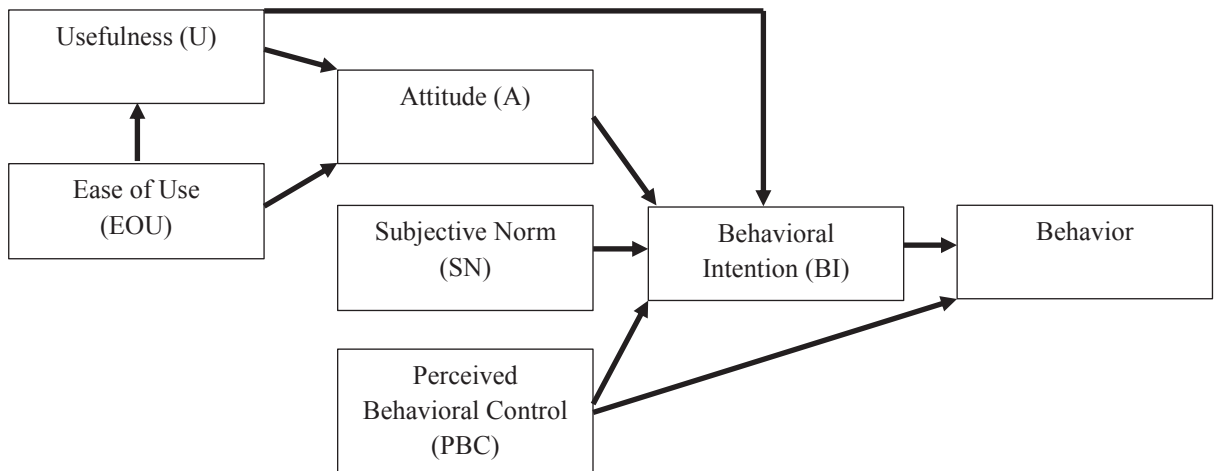 Usefulness (U)
Attitude (A)
Ease of Use
(EOU)
Subjective Norm
(SN)
Behavioral
Intention (BI)
Behavior
Perceived
Behavioral Control
(PBC)